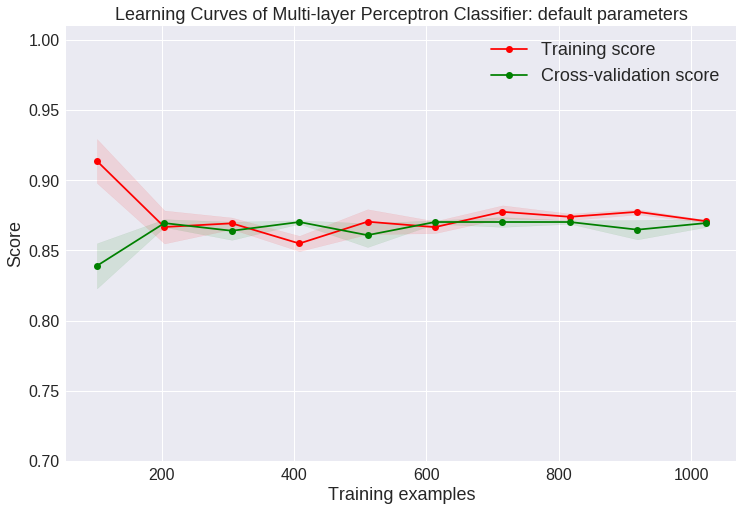 Learning Curves of Multi-layer Perceptron Classifier: default parameters
1.00
0.95
0.90
0.85
0.80
0.75
0.70
Score
Training score
Cross-validation score
200 400 600 800 1000
Training examples